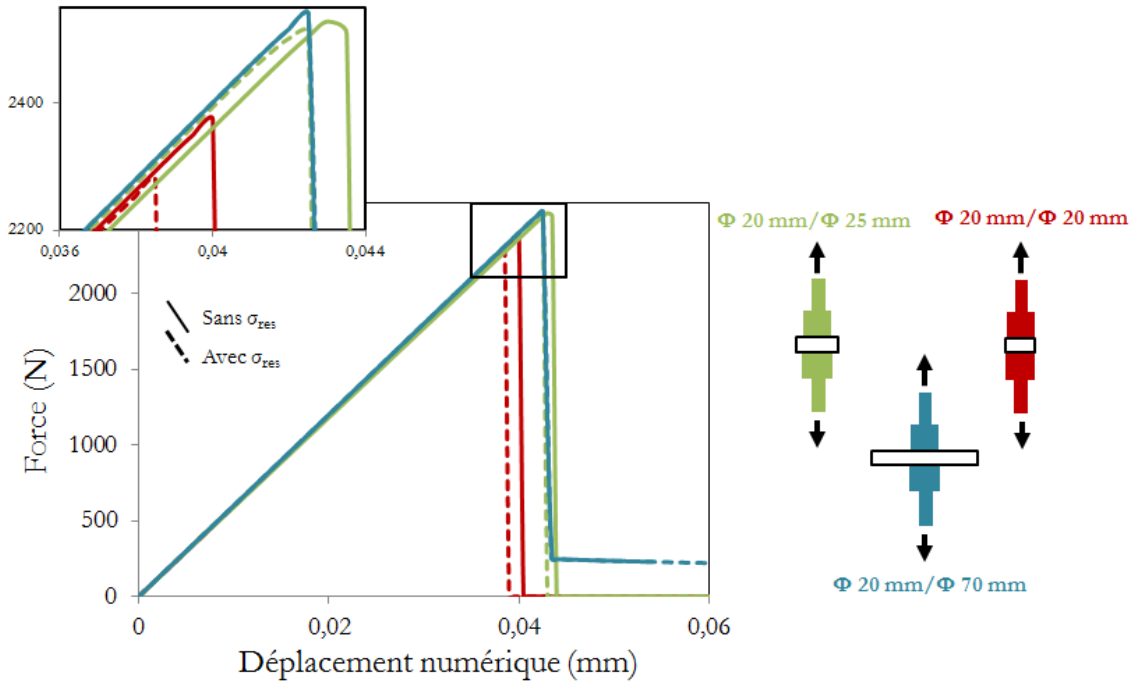 2400
2200
0,036
0,04
0,044
2000
1500
1000
500
0
Force (N)
Sans σres
Avec σres
0
0,02
0,04
0,06
Déplacement numérique (mm)
Φ 20 mm/Φ 25 mm
Φ 20 mm/Φ 20 mm
Φ 20 mm/Φ 70 mm